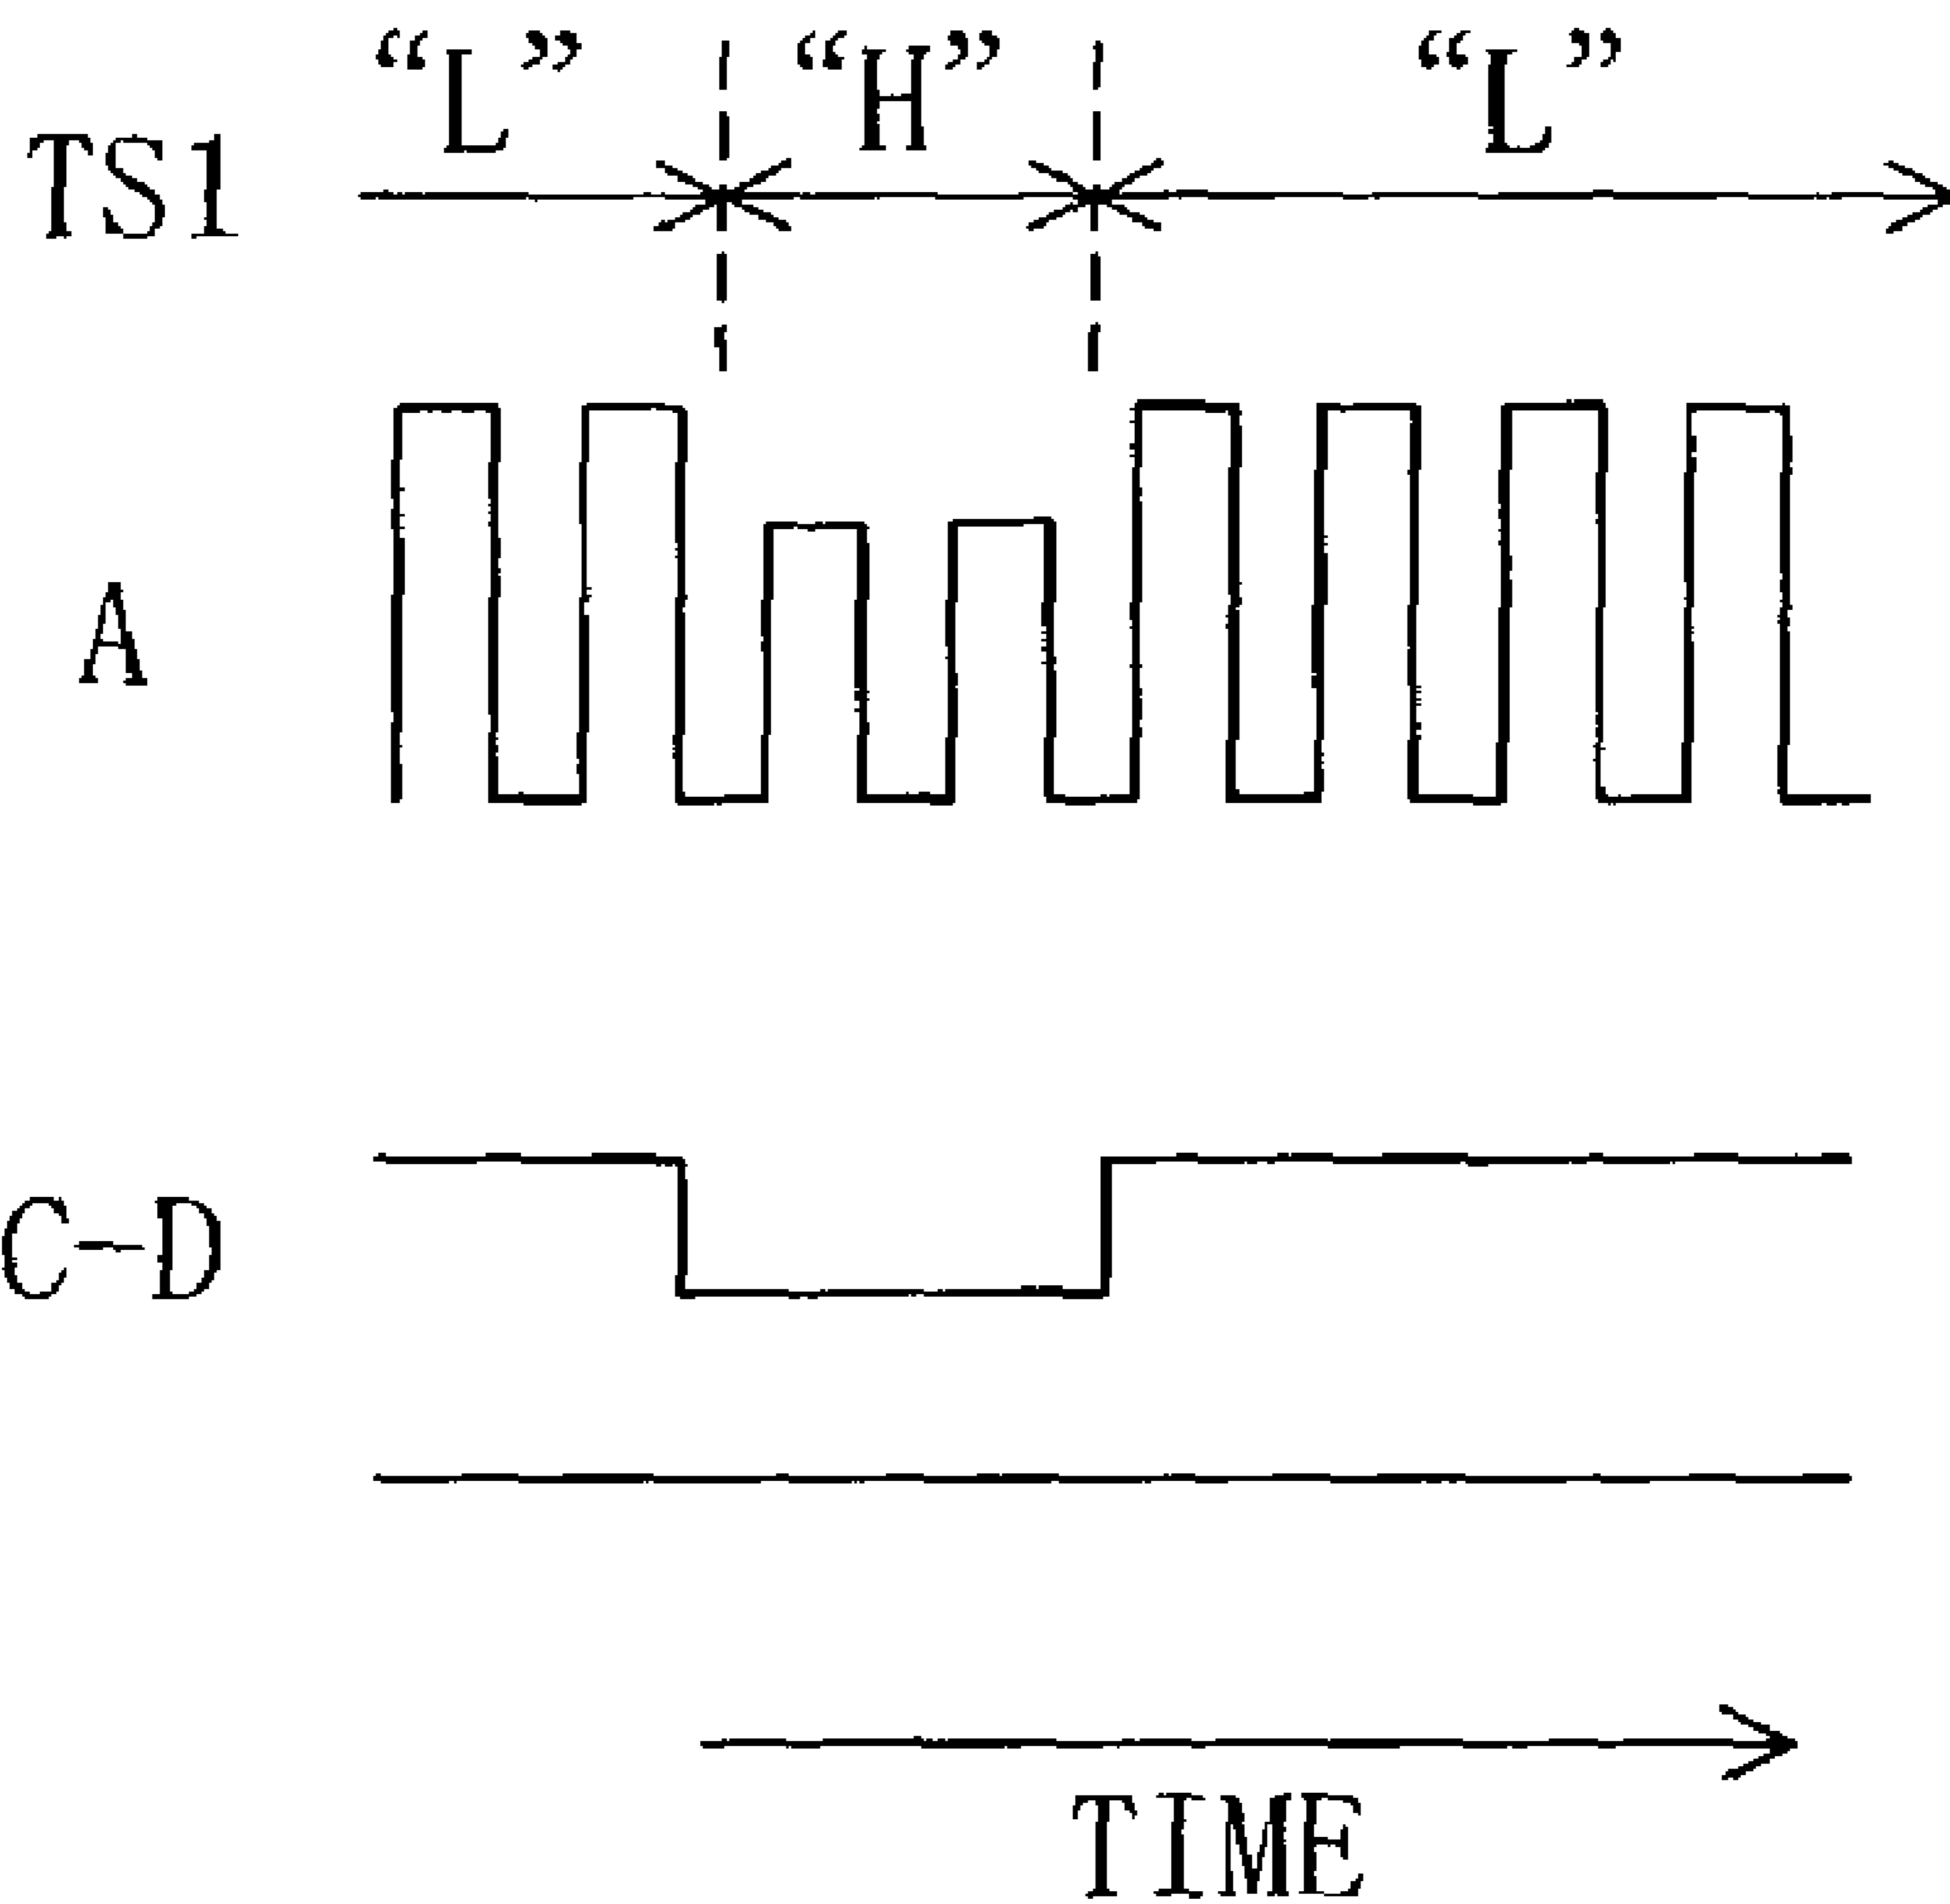 “L” “H” “L”
TS1
A
C-D
TIME